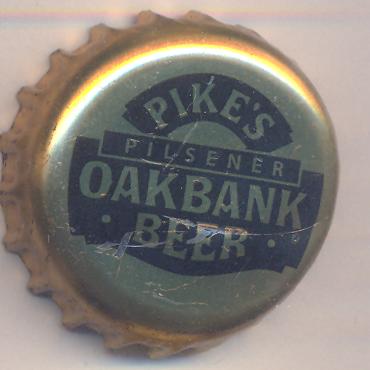 PIKE'S
PILSENER
OAKBANK
· BEER ·